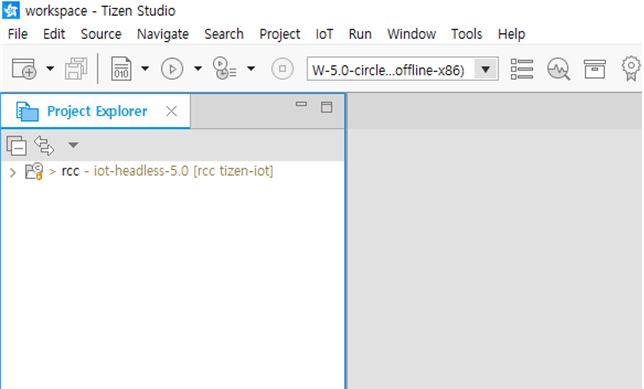 workspace - Tizen Studio
File Edit Source Navigate Search Project IoT Run Window Tools Help
010 W-5.0-circle...offline-x86)
Project Explorer
> rcc - iot-headless-5.0 [rcc tizen-iot]